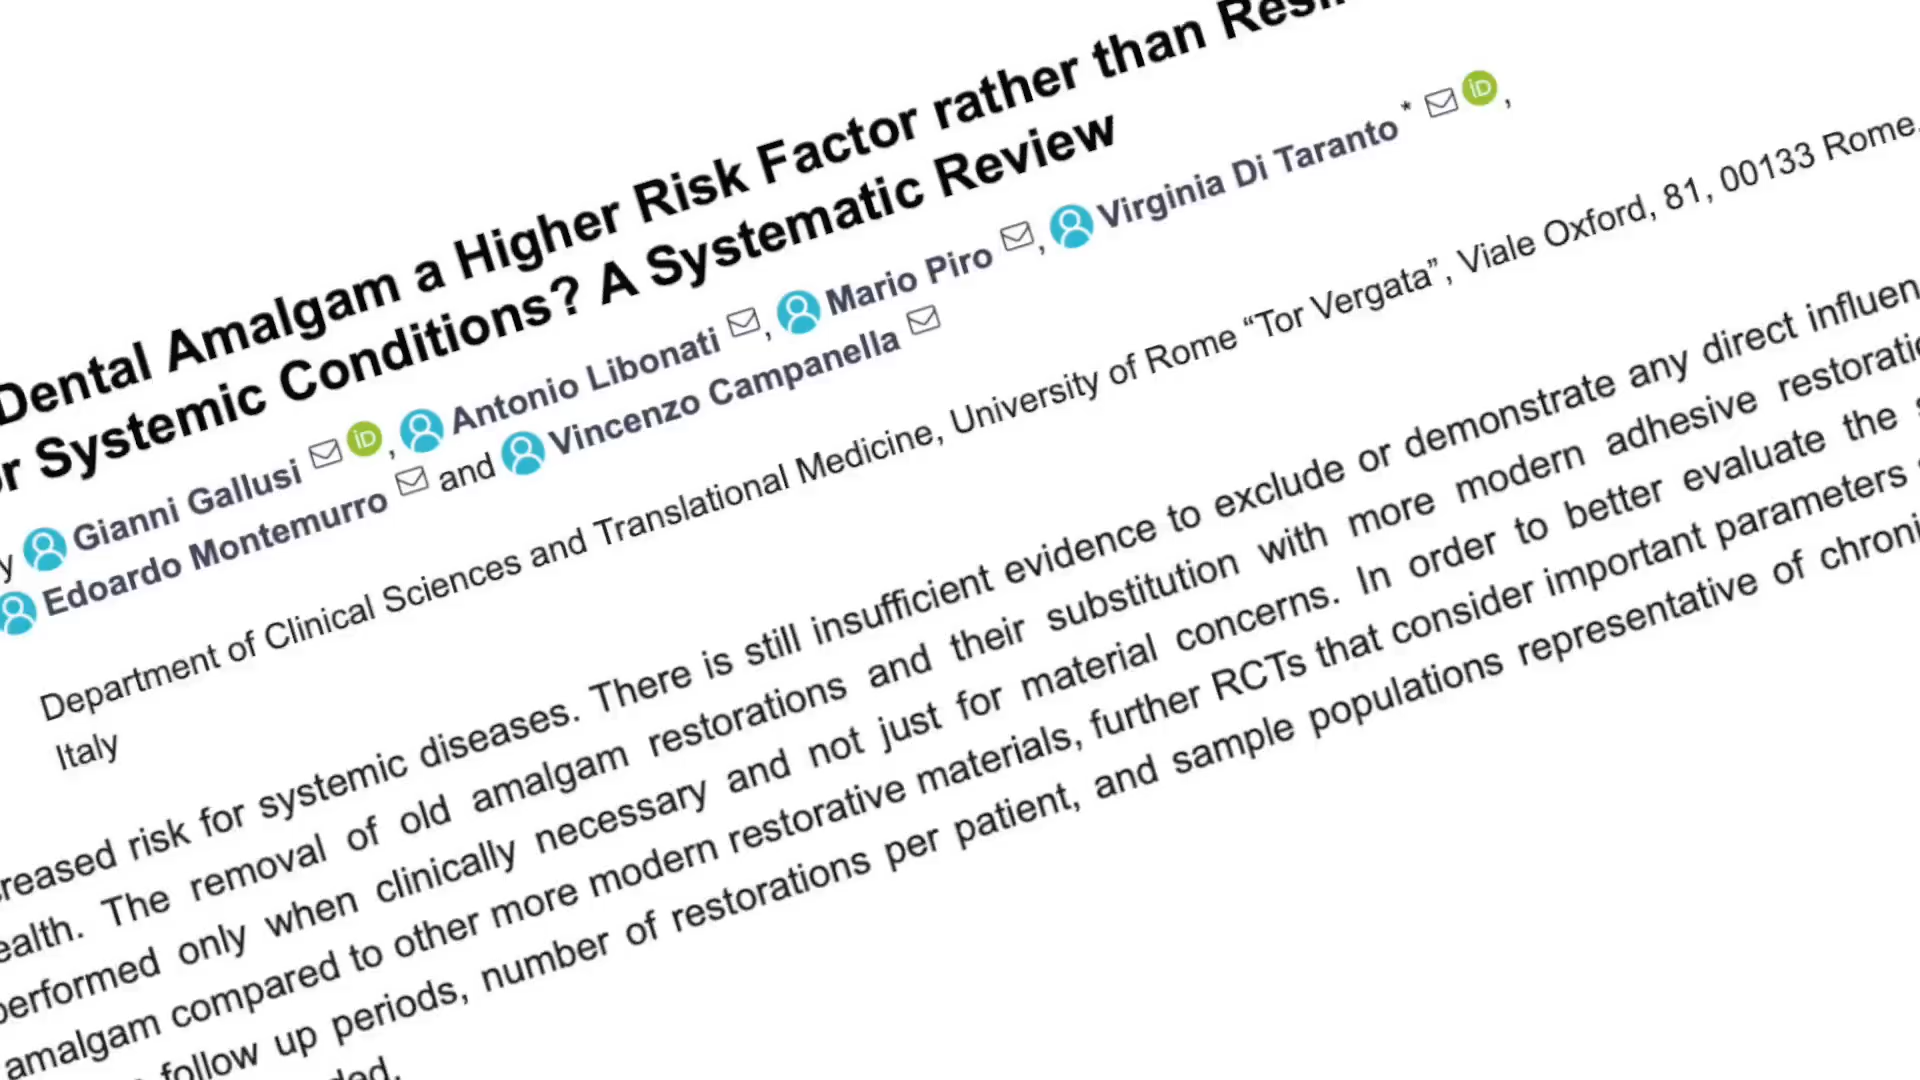 Dental Amalgam a Higher Risk Factor rather than
Systemic Conditions? A Systematic Review
Gianni Gallusi, Antonio Libonati, Mario Piro, Virginia Di Taranto *,
Edoardo Montemurro and Vincenzo Campanella
Department of Clinical Sciences and Translational Medicine, University of Rome “Tor Vergata”, Viale Oxford, 81, 00133 Rome,
Italy
risk for systemic diseases. There is still insufficient evidence to exclude or demonstrate any direct
The removal of old amalgam restorations and their substitution with more modern adhesive
performed only when clinically necessary and not just for material concerns. In order to better evaluate the
amalgam compared to other more modern restorative materials, further RCTs that consider important parameters
follow up periods, number of restorations per patient, and sample populations representative of